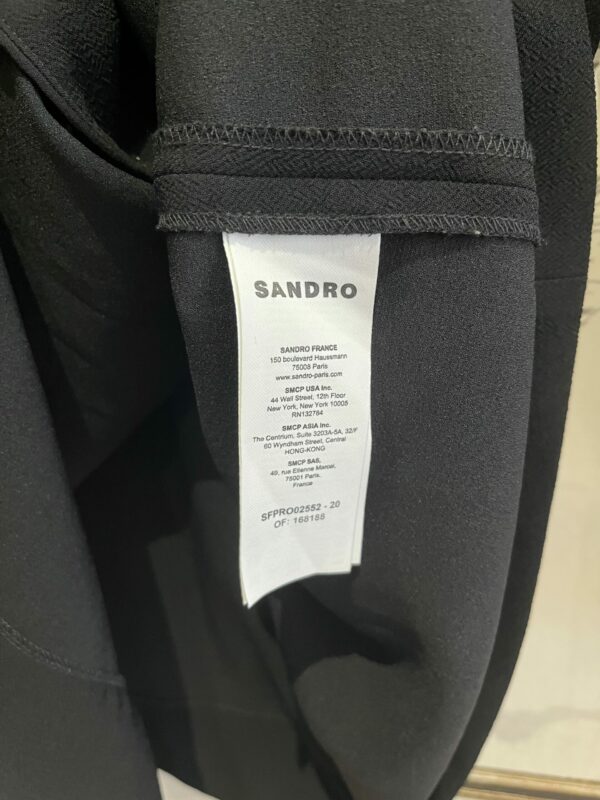 SANDRO
SANDRO FRANCE
150 boulevard Haussmann
75008 Paris
www.sandro-paris.com
SMCP USA Inc.
44 Wall Street, 12th Floor
New York, New York 10005
RN132784
SMCP ASIA Inc.
The Centrium, Suite 3203A-5A, 32/F
60 Wyndham Street, Central
HONG-KONG
SMCP SAS,
49, rue Etienne Marcel,
75001 Paris.
France
SFPRO02552 - 20
OF: 168188